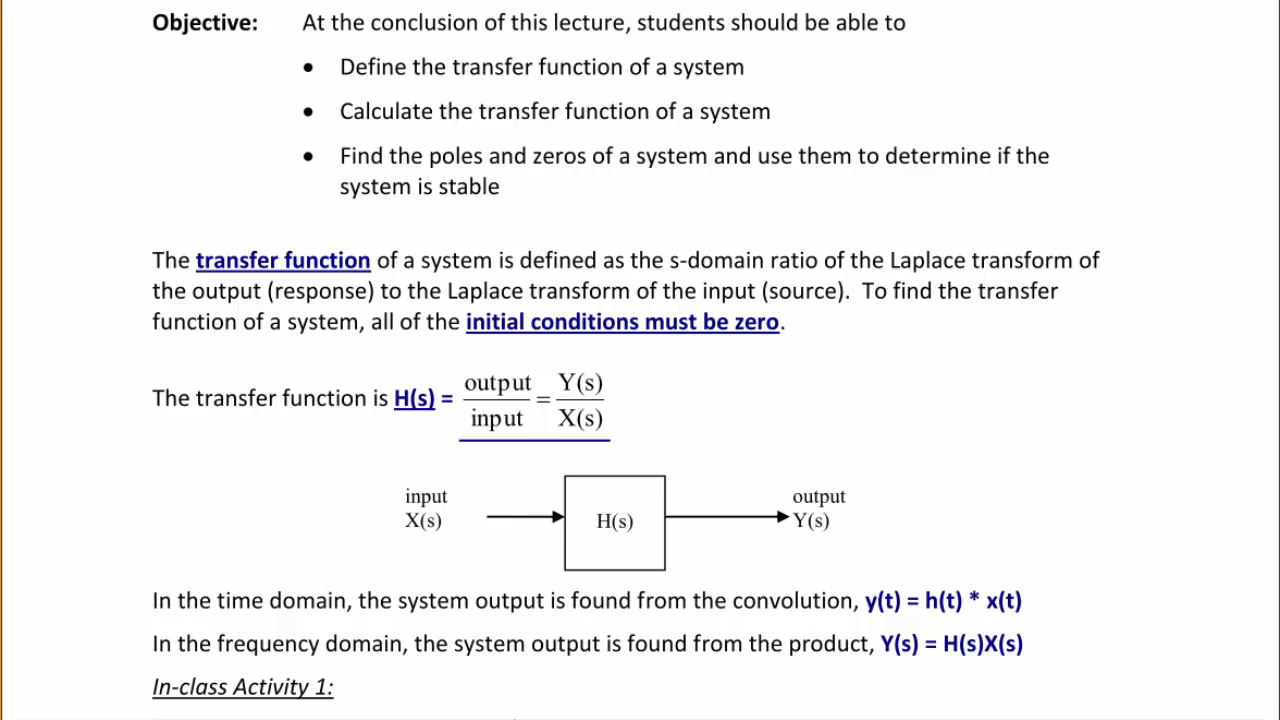 Objective: At the conclusion of this lecture, students should be able to
• Define the transfer function of a system
• Calculate the transfer function of a system
• Find the poles and zeros of a system and use them to determine if the
system is stable
The transfer function of a system is defined as the s-domain ratio of the Laplace transform of
the output (response) to the Laplace transform of the input (source). To find the transfer
function of a system, all of the initial conditions must be zero.
The transfer function is H(s) = output/input = Y(s)/X(s)
input
X(s)
H(s)
output
Y(s)
In the time domain, the system output is found from the convolution, y(t) = h(t) * x(t)
In the frequency domain, the system output is found from the product, Y(s) = H(s)X(s)
In-class Activity 1: